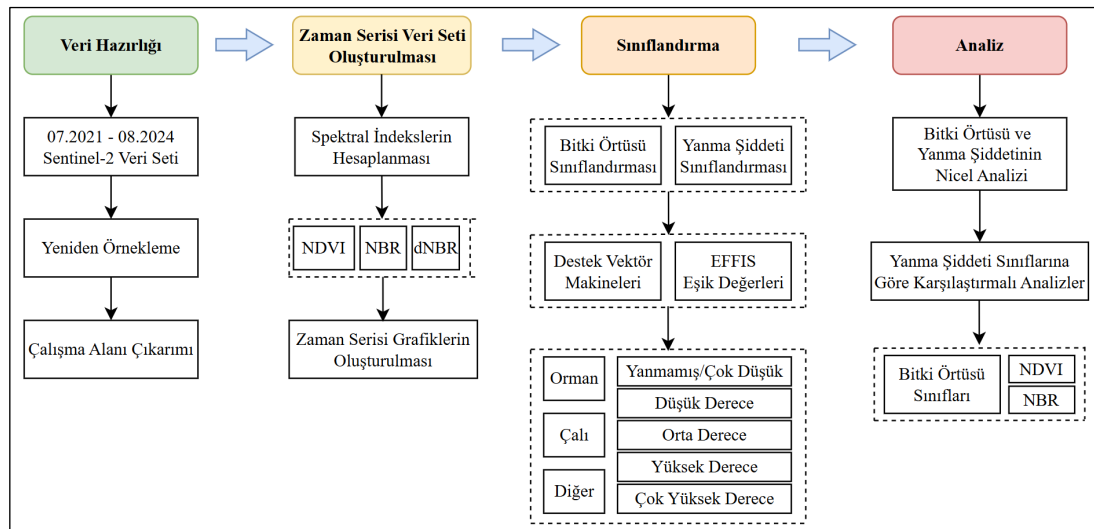 Veri Hazırlığı
07.2021 - 08.2024
Sentinel-2 Veri Seti
Yeniden Örnekleme
Çalışma Alanı Çıkarımı
Zaman Serisi Veri Seti
Oluşturulması
Spektral İndekslerin
Hesaplanması
NDVI
NBR
dNBR
Zaman Serisi Grafiklerin
Oluşturulması
Sınıflandırma
Bitki Örtüsü
Sınıflandırması
Yanma Şiddeti
Sınıflandırması
Destek Vektör
Makineleri
EFFIS
Eşik Değerleri
Orman
Çalı
Diğer
Yanmamış/Çok Düşük
Düşük Derece
Orta Derece
Yüksek Derece
Çok Yüksek Derece
Analiz
Bitki Örtüsü ve
Yanma Şiddetinin
Nicel Analizi
Yanma Şiddeti Sınıflarına
Göre Karşılaştırmalı Analizler
Bitki Örtüsü
Sınıfları
NDVI
NBR